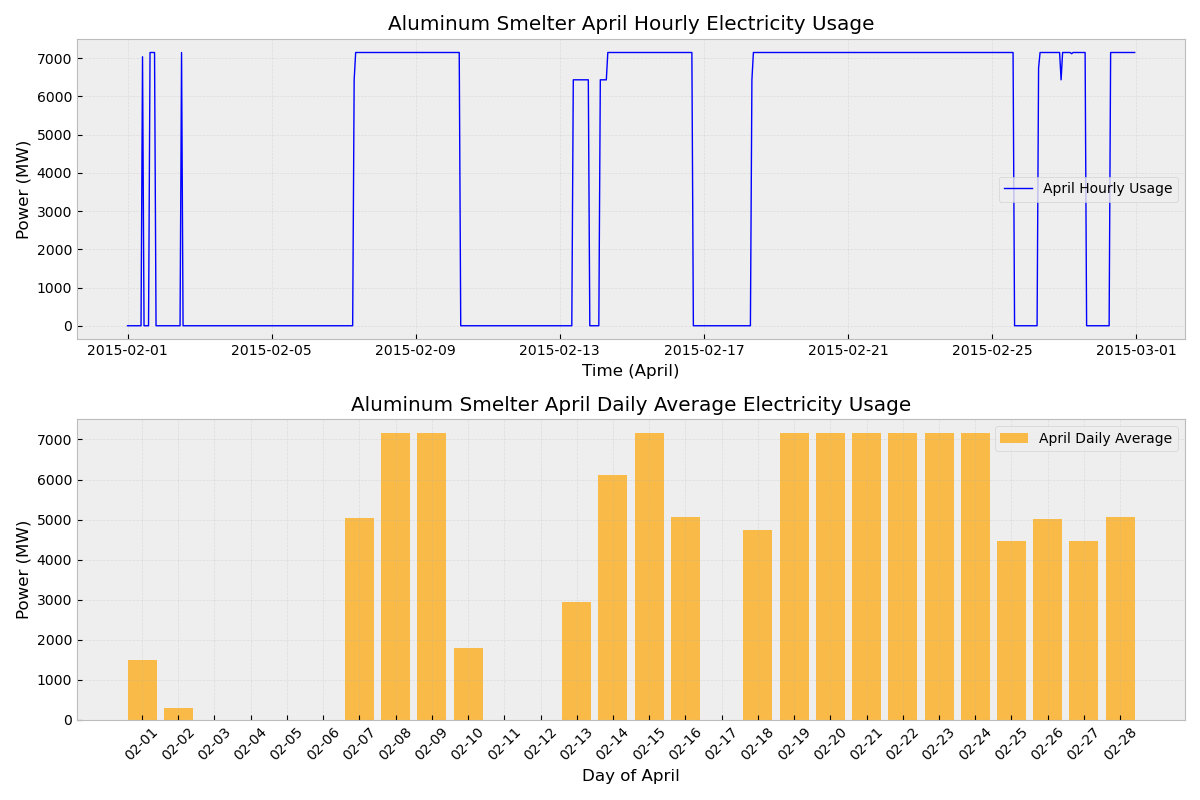 Aluminum Smelter April Hourly Electricity Usage
7000
6000
5000
4000
3000
2000
1000
0
Power (MW)
April Hourly Usage
2015-02-01 2015-02-05 2015-02-09 2015-02-13 2015-02-17 2015-02-21 2015-02-25 2015-03-01
Time (April)
Aluminum Smelter April Daily Average Electricity Usage
April Daily Average
7000
6000
5000
4000
3000
2000
1000
0
Power (MW)
02-01 02-02 02-03 02-04 02-05 02-06 02-07 02-08 02-09 02-10 02-11 02-12 02-13 02-14 02-15 02-16 02-17 02-18 02-19 02-20 02-21 02-22 02-23 02-24 02-25 02-26 02-27 02-28
Day of April